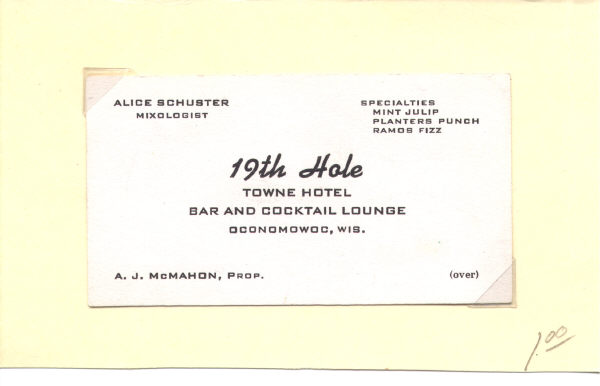 ALICE SCHUSTER
MIXOLOGIST
SPECIALTIES
MINT JULIP
PLANTERS PUNCH
RAMOS FIZZ
19th Hole
TOWNE HOTEL
BAR AND COCKTAIL LOUNGE
OCONOMOWOC, WIS.
A. J. McMAHON, PROP.
(over)
1.00